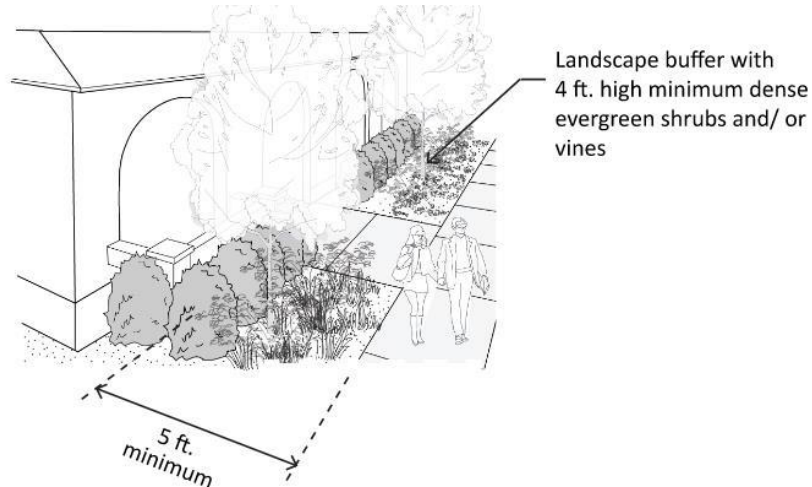 Landscape buffer with
4 ft. high minimum dense
evergreen shrubs and/ or
vines
5 ft.
minimum